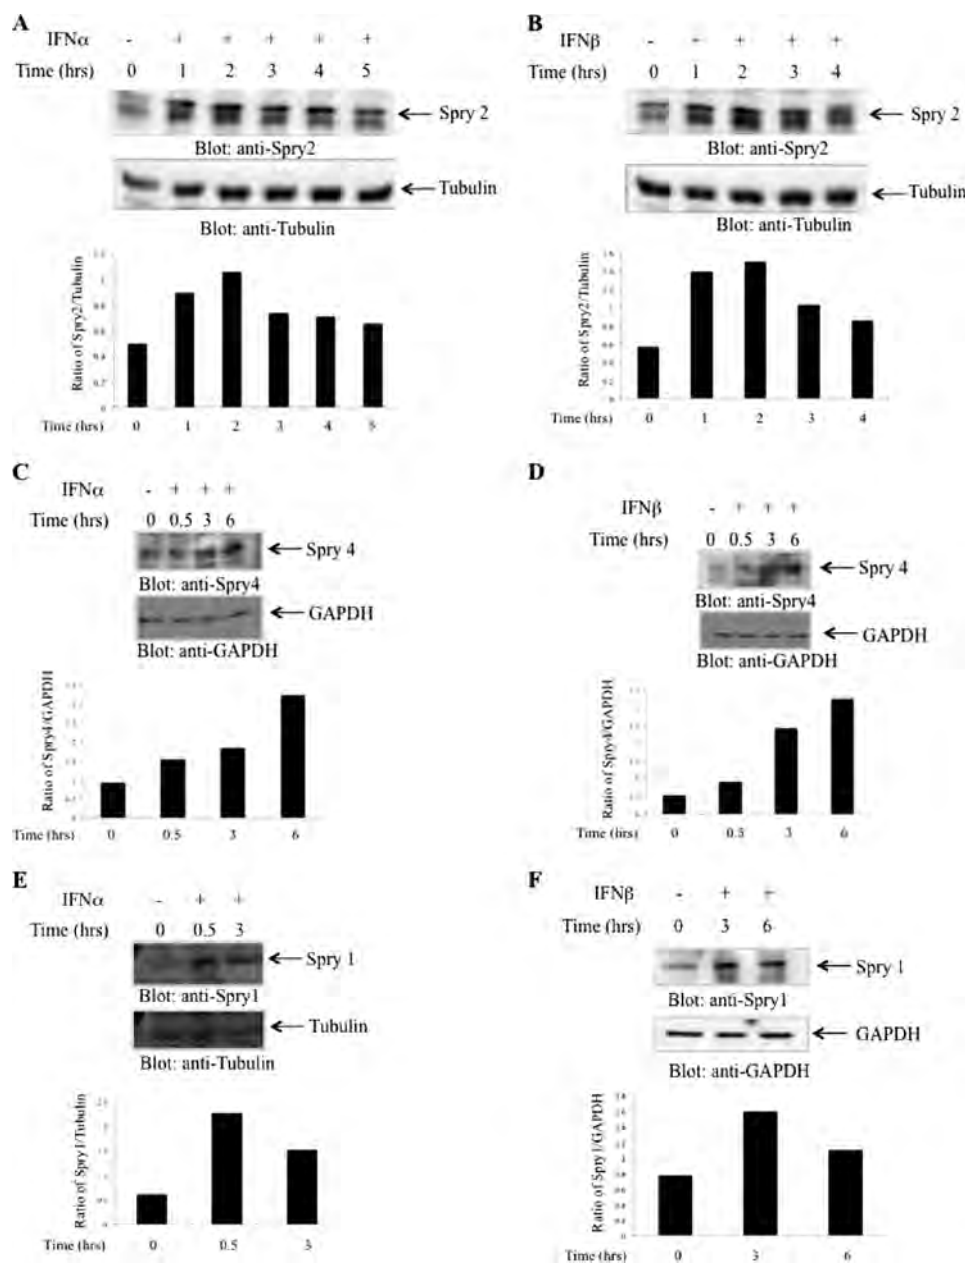 A
IFNα - + + + + +
Time (hrs) 0 1 2 3 4 5
Spry 2
Blot: anti-Spry2
Tubulin
Blot: anti-Tubulin
Ratio of Spry2/Tubulin
Time (hrs) 0 1 2 3 4 5
B
IFNβ - + + + +
Time (hrs) 0 1 2 3 4
Spry 2
Blot: anti-Spry2
Tubulin
Blot: anti-Tubulin
Ratio of Spry2/Tubulin
Time (hrs) 0 1 2 3 4
C
IFNα - + + +
Time (hrs) 0 0.5 3 6
Spry 4
Blot: anti-Spry4
GAPDH
Blot: anti-GAPDH
Ratio of Spry4/GAPDH
Time (hrs) 0 0.5 3 6
D
IFNβ - + + +
Time (hrs) 0 0.5 3 6
Spry 4
Blot: anti-Spry4
GAPDH
Blot: anti-GAPDH
Ratio of Spry4/GAPDH
Time (hrs) 0 0.5 3 6
E
IFNα - + +
Time (hrs) 0 0.5 3
Spry 1
Blot: anti-Spry1
Tubulin
Blot: anti-Tubulin
Ratio of Spry1/Tubulin
Time (hrs) 0 0.5 3
F
IFNβ - + +
Time (hrs) 0 3 6
Spry 1
Blot: anti-Spry1
GAPDH
Blot: anti-GAPDH
Ratio of Spry1/GAPDH
Time (hrs) 0 3 6